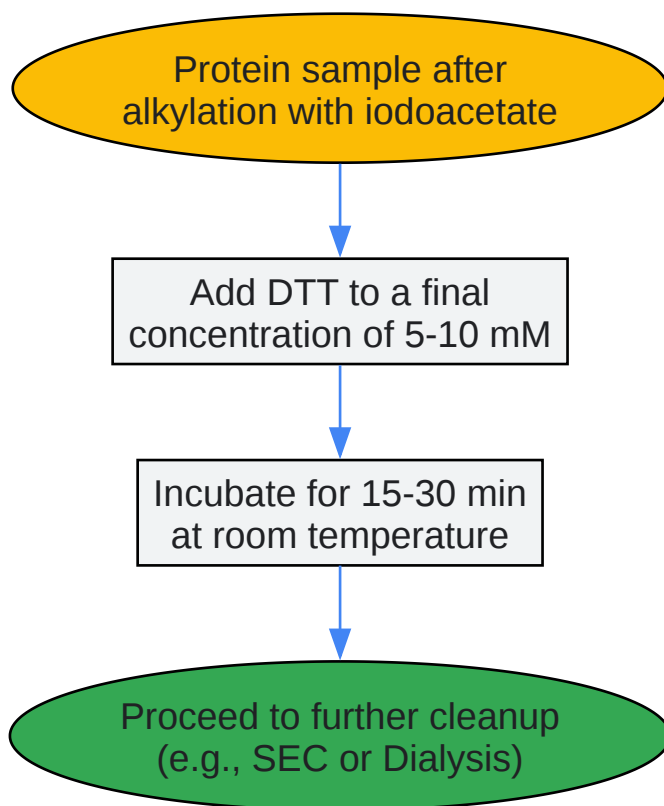 Protein sample after
alkylation with iodoacetate
Add DTT to a final
concentration of 5-10 mM
Incubate for 15-30 min
at room temperature
Proceed to further cleanup
(e.g., SEC or Dialysis)